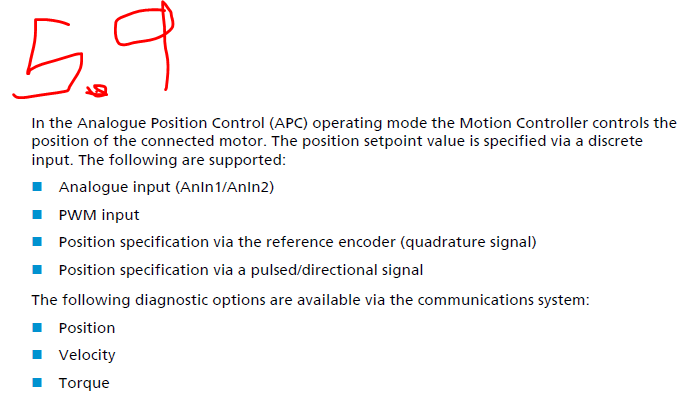 5.9
In the Analogue Position Control (APC) operating mode the Motion Controller controls the
position of the connected motor. The position setpoint value is specified via a discrete
input. The following are supported:
■ Analogue input (AnIn1/AnIn2)
■ PWM input
■ Position specification via the reference encoder (quadrature signal)
■ Position specification via a pulsed/directional signal
The following diagnostic options are available via the communications system:
■ Position
■ Velocity
■ Torque